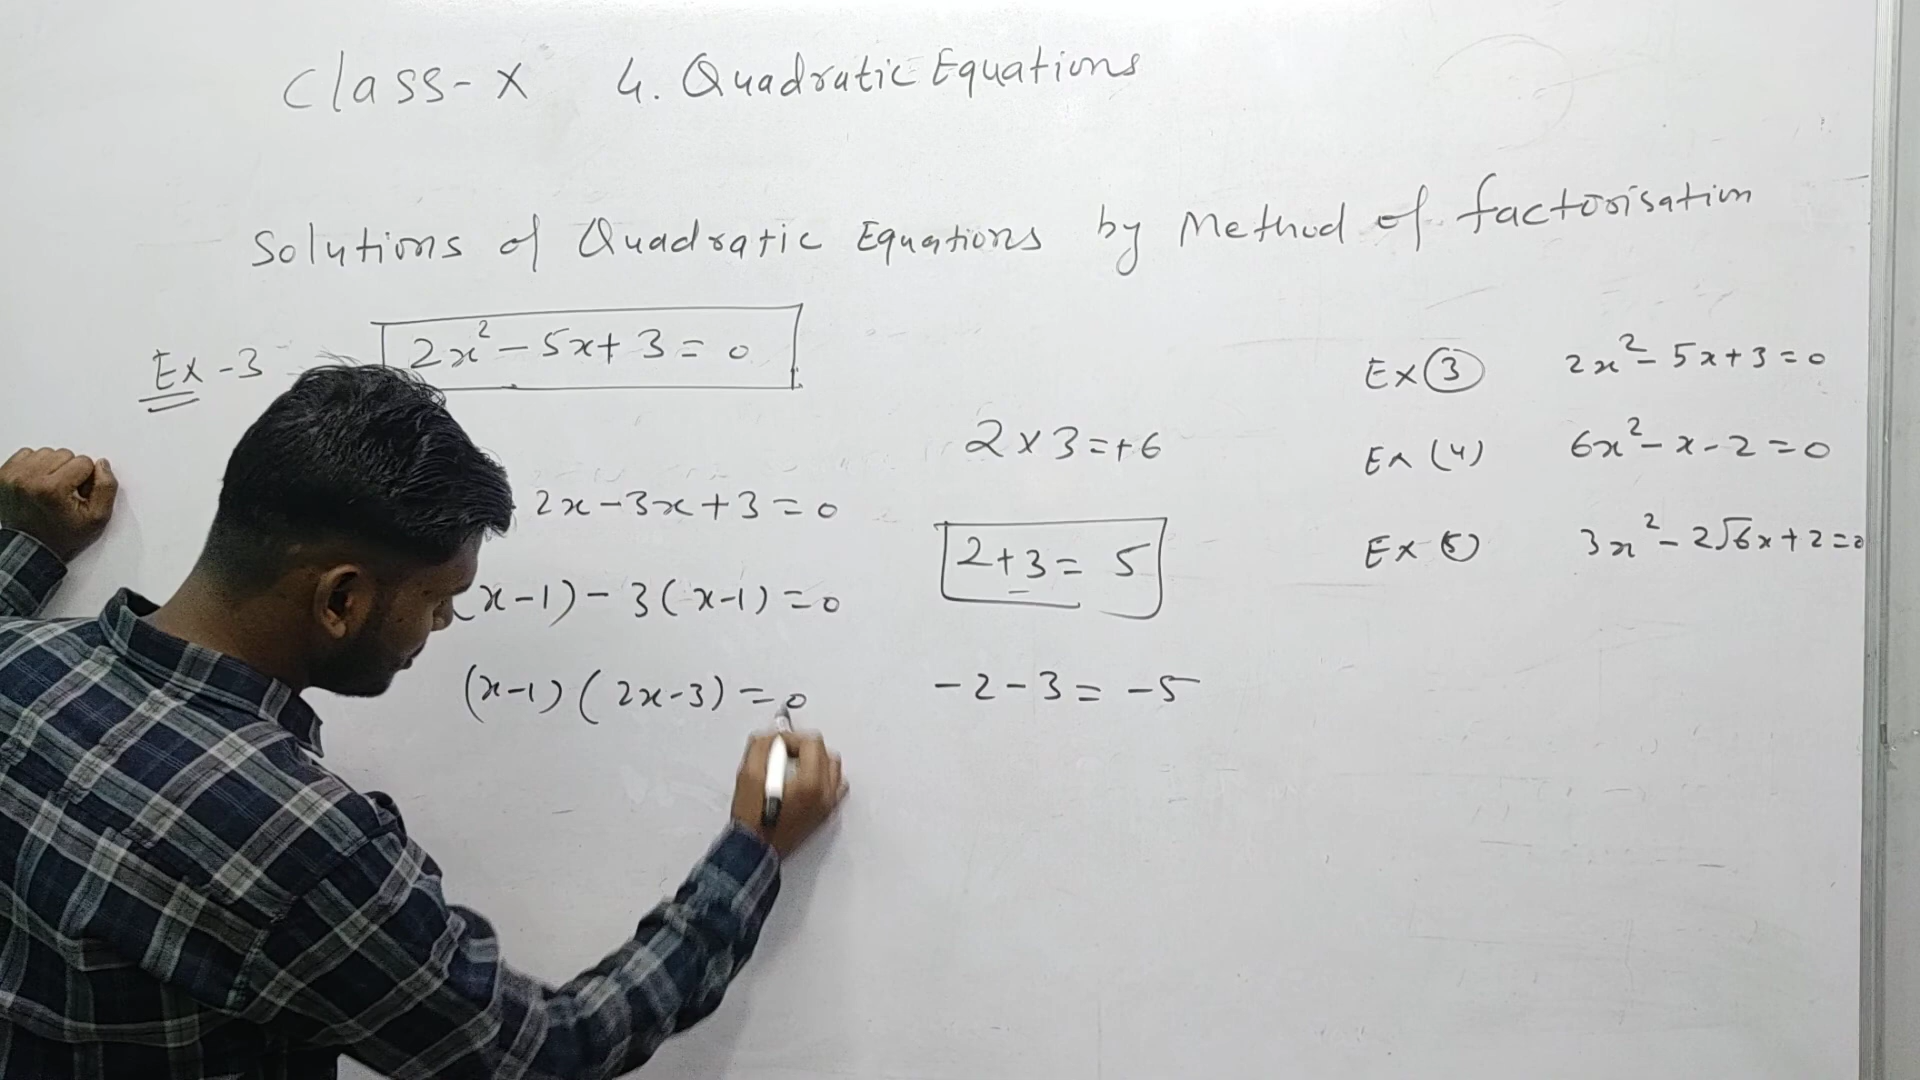 Class-X 4. Quadratic Equations
Solutions of Quadratic Equations by Method of factorisation
Ex-3 2x²-5x+3=0
2x-3x+3=0
(x-1)-3(x-1)=0
(x-1)(2x-3)=0
2×3=+6
2+3=5
-2-3=-5
Ex (3) 2x²-5x+3=0
Ex (4) 6x²-x-2=0
Ex (5) 3x²-2√6x+2=0